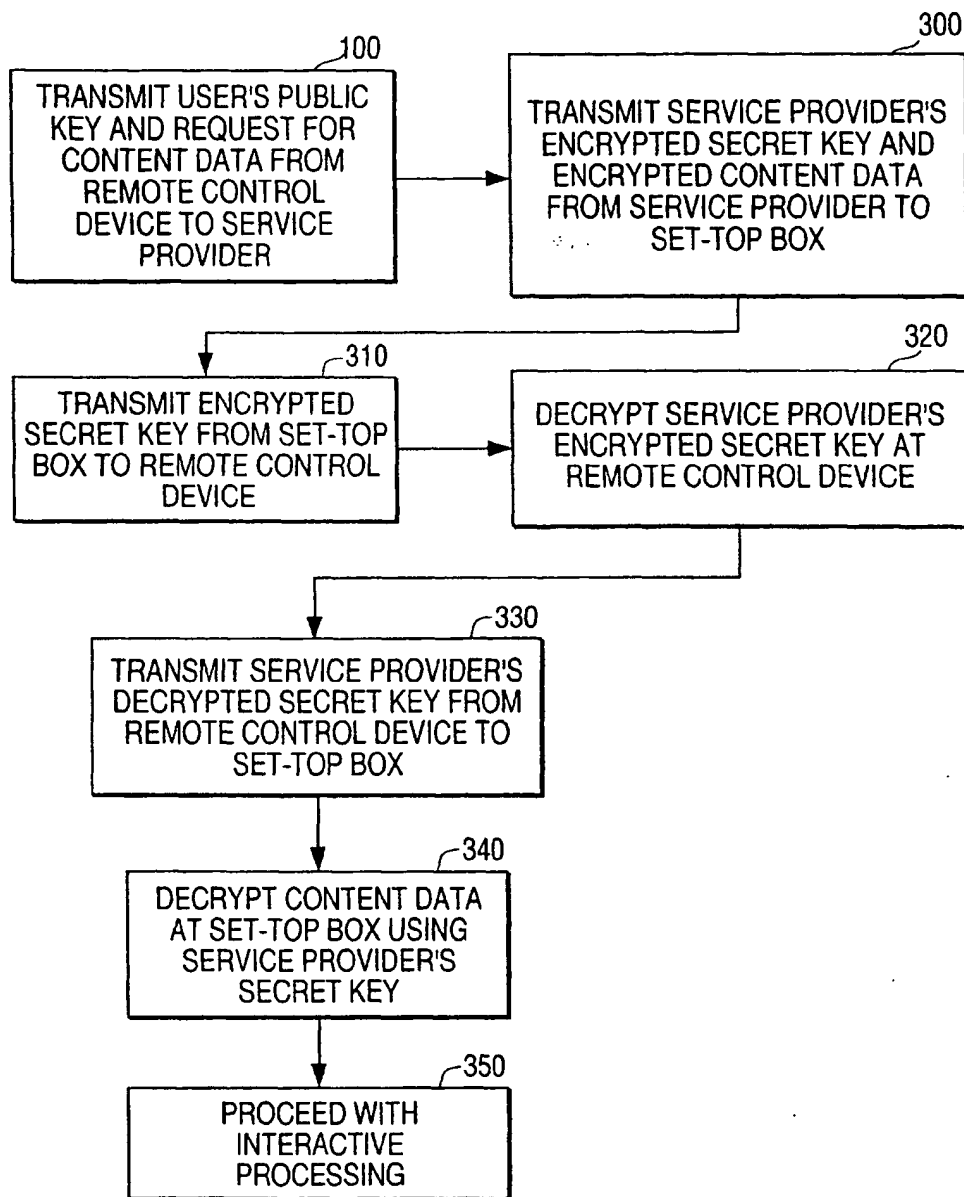 100
TRANSMIT USER'S PUBLIC
KEY AND REQUEST FOR
CONTENT DATA FROM
REMOTE CONTROL
DEVICE TO SERVICE
PROVIDER
300
TRANSMIT SERVICE PROVIDER'S
ENCRYPTED SECRET KEY AND
ENCRYPTED CONTENT DATA
FROM SERVICE PROVIDER TO
SET-TOP BOX
310
TRANSMIT ENCRYPTED
SECRET KEY FROM SET-TOP
BOX TO REMOTE CONTROL
DEVICE
320
DECRYPT SERVICE PROVIDER'S
ENCRYPTED SECRET KEY AT
REMOTE CONTROL DEVICE
330
TRANSMIT SERVICE PROVIDER'S
DECRYPTED SECRET KEY FROM
REMOTE CONTROL DEVICE TO
SET-TOP BOX
340
DECRYPT CONTENT DATA
AT SET-TOP BOX USING
SERVICE PROVIDER'S
SECRET KEY
350
PROCEED WITH
INTERACTIVE
PROCESSING